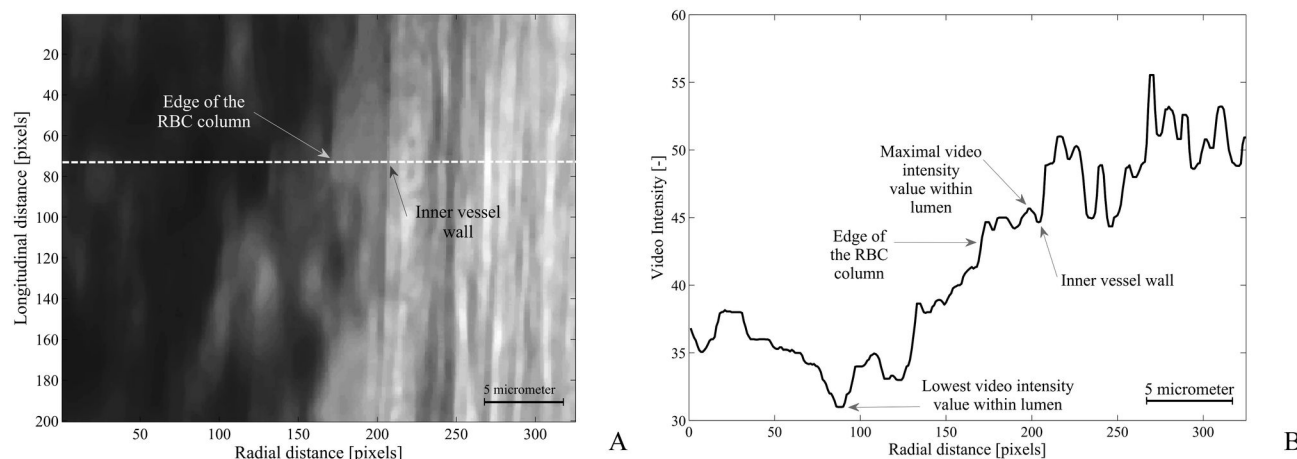 20
40
60
80
100
120
140
160
180
200
Longitudinal distance [pixels]
Edge of the
RBC column
Inner vessel
wall
5 micrometer
50
100
150
200
250
300
Radial distance [pixels]
A
60
55
50
45
40
35
30
Video Intensity [-]
Maximal video
intensity
value within
lumen
Edge of
the RBC
column
Inner vessel wall
Lowest video intensity
value within lumen
5 micrometer
0
50
100
150
200
250
300
Radial distance [pixels]
B